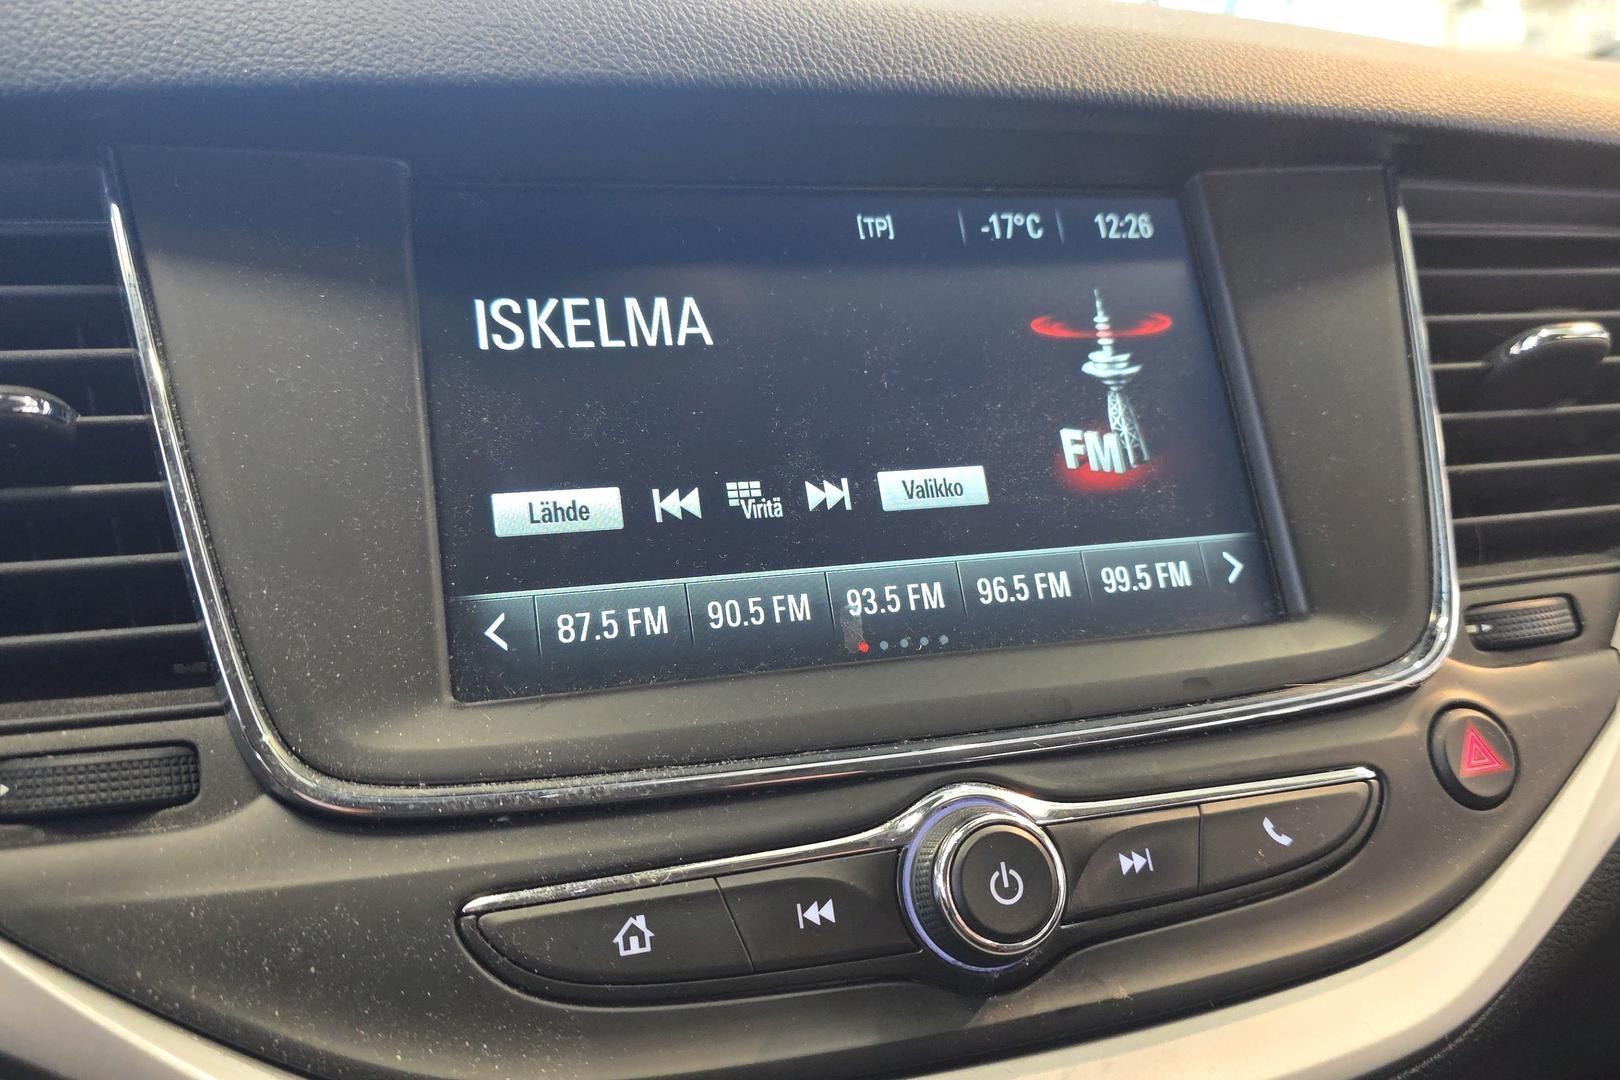 [TP] -17°C 12:26
ISKELMA
FM
Lähde Viritä Valikko
87.5 FM 90.5 FM 93.5 FM 96.5 FM 99.5 FM